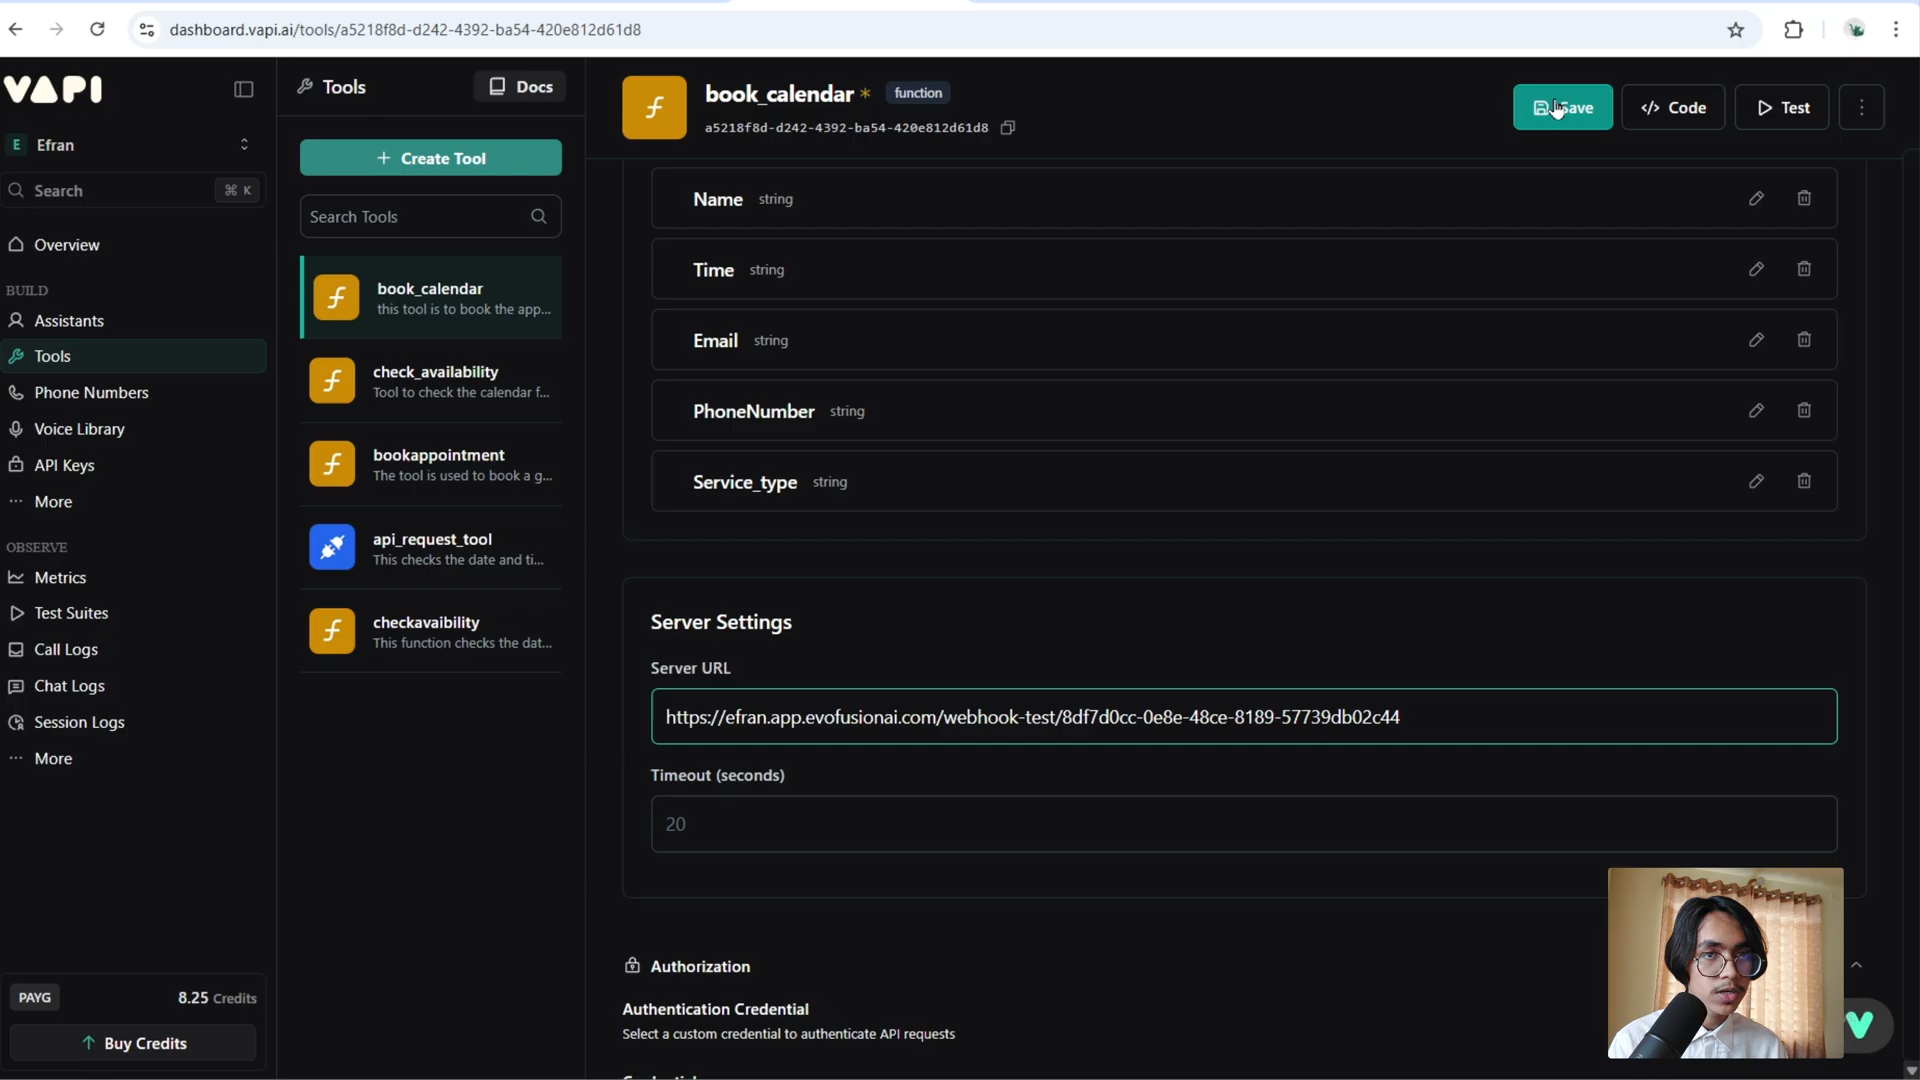 dashboard.vapi.ai/tools/a5218f8d-d242-4392-ba54-420e812d61d8
VAPI
E Efran
Search ⌘ K
Overview
BUILD
Assistants
Tools
Phone Numbers
Voice Library
API Keys
More
OBSERVE
Metrics
Test Suites
Call Logs
Chat Logs
Session Logs
More
PAYG 8.25 Credits
Buy Credits
Tools Docs
+ Create Tool
Search Tools
book_calendar
this tool is to book the app...
check_availability
Tool to check the calendar f...
bookappointment
The tool is used to book a g...
api_request_tool
This checks the date and ti...
checkavaibility
This function checks the dat...
book_calendar * function
a5218f8d-d242-4392-ba54-420e812d61d8
Save </> Code Test
Name string
Time string
Email string
PhoneNumber string
Service_type string
Server Settings
Server URL
https://efran.app.evofusionai.com/webhook-test/8df7d0cc-0e8e-48ce-8189-57739db02c44
Timeout (seconds)
20
Authorization
Authentication Credential
Select a custom credential to authenticate API requests